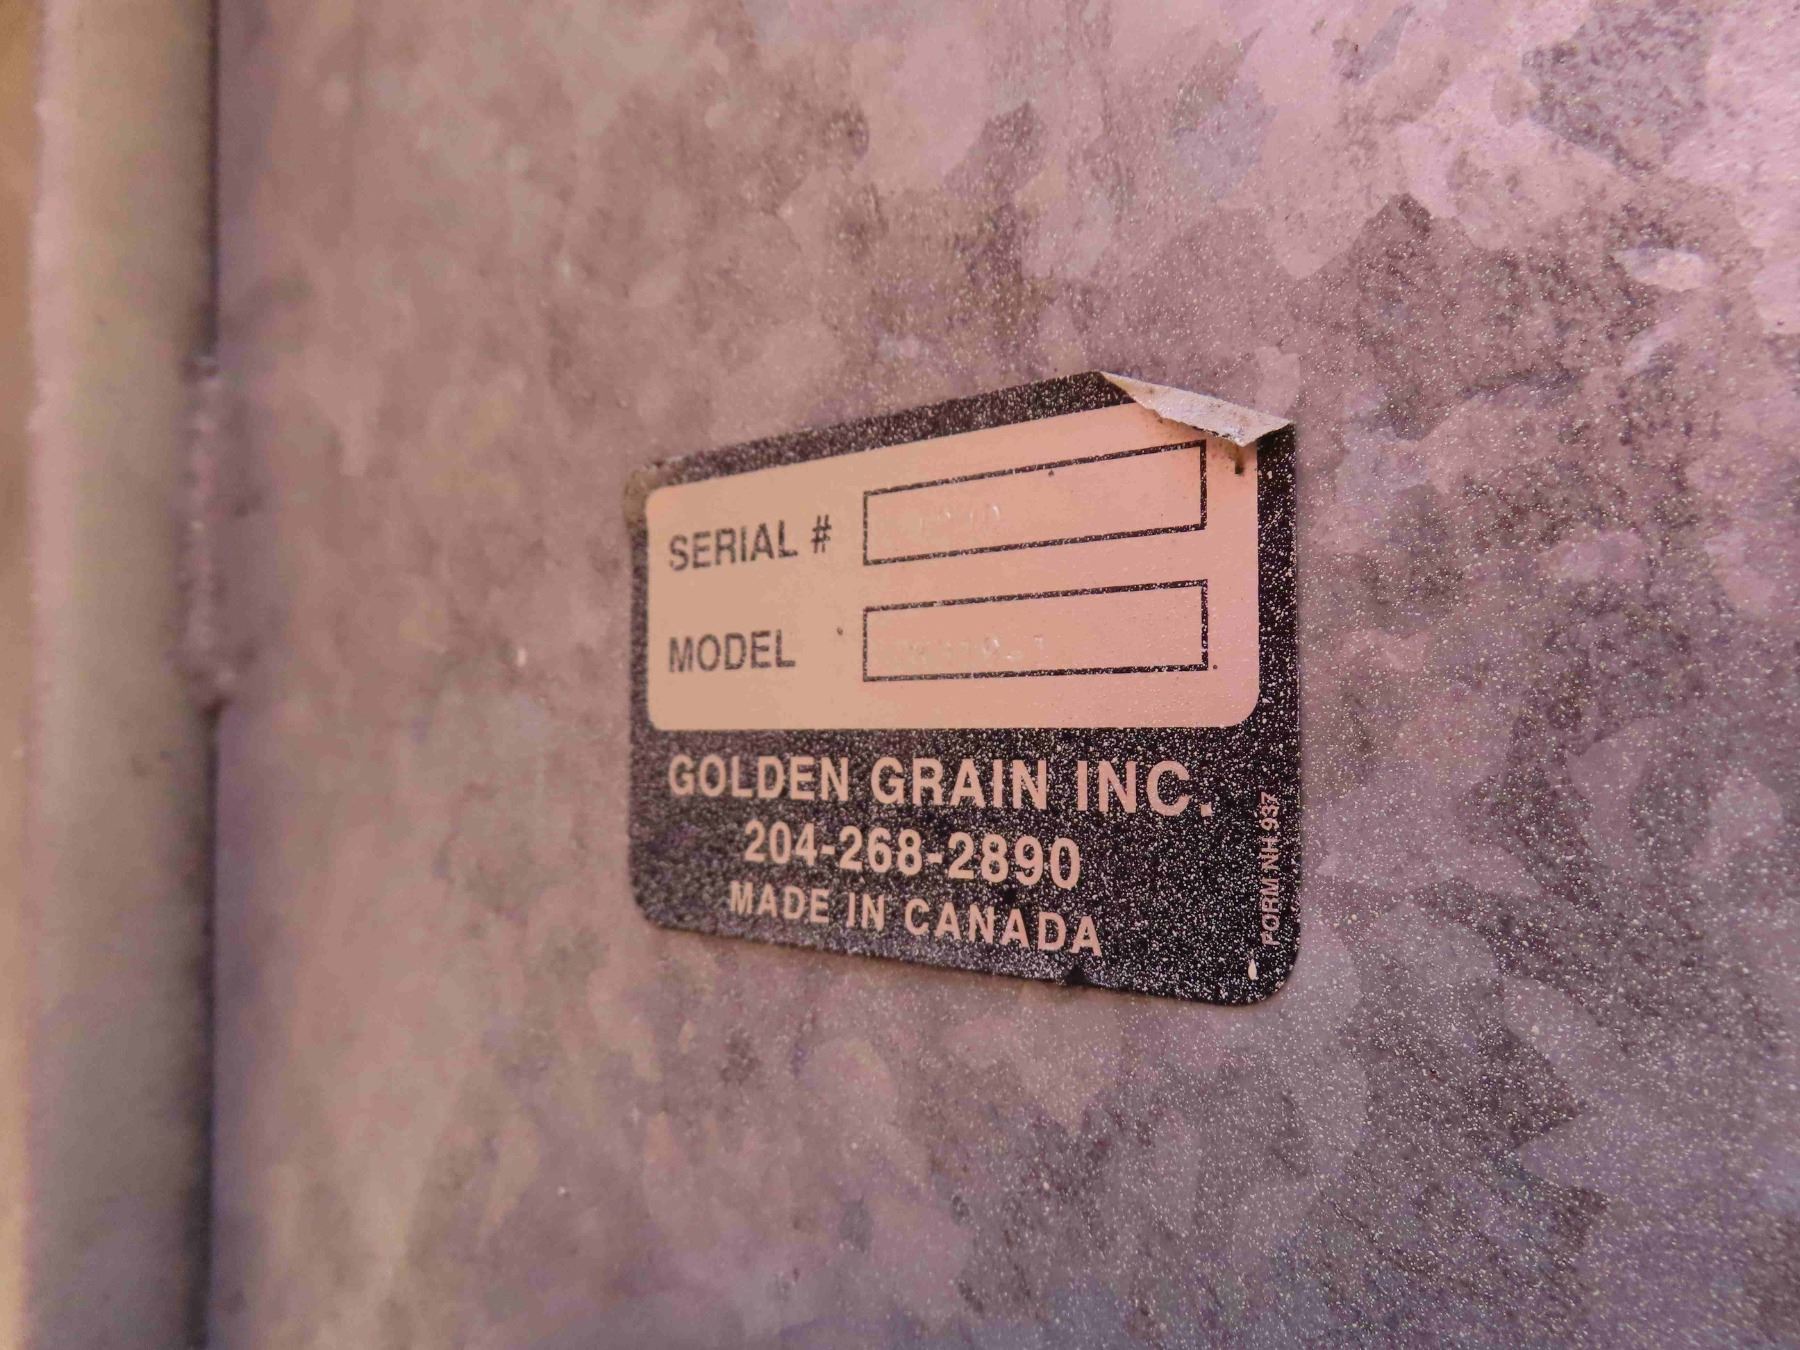 SERIAL #
MODEL
GOLDEN GRAIN INC.
204-268-2890
MADE IN CANADA
FORM NH 937